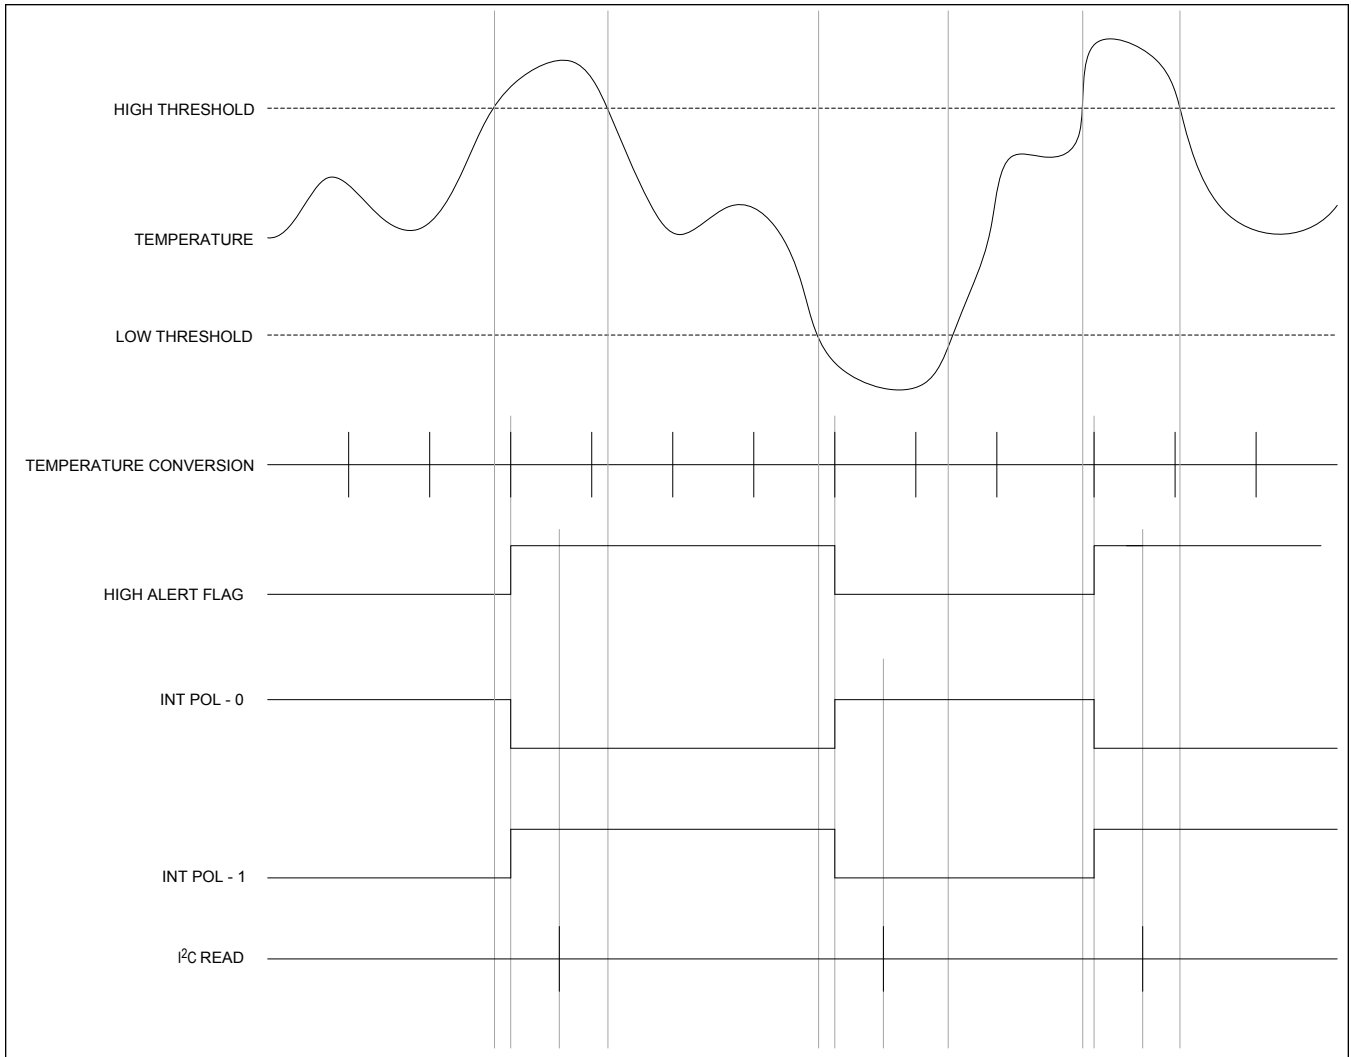 HIGH THRESHOLD
TEMPERATURE
LOW THRESHOLD
TEMPERATURE CONVERSION
HIGH ALERT FLAG
INT POL - 0
INT POL - 1
I²C READ